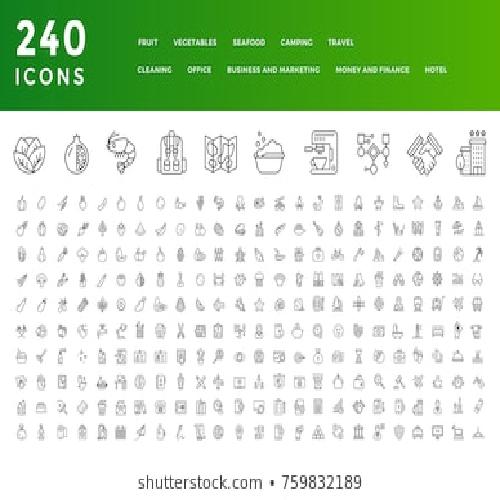 240
ICONS
FRUIT VEGETABLES SEAFOOD CAMPING TRAVEL
CLEANING OFFICE BUSINESS AND MARKETING MONEY AND FINANCE HOTEL
shutterstock.com • 759832189